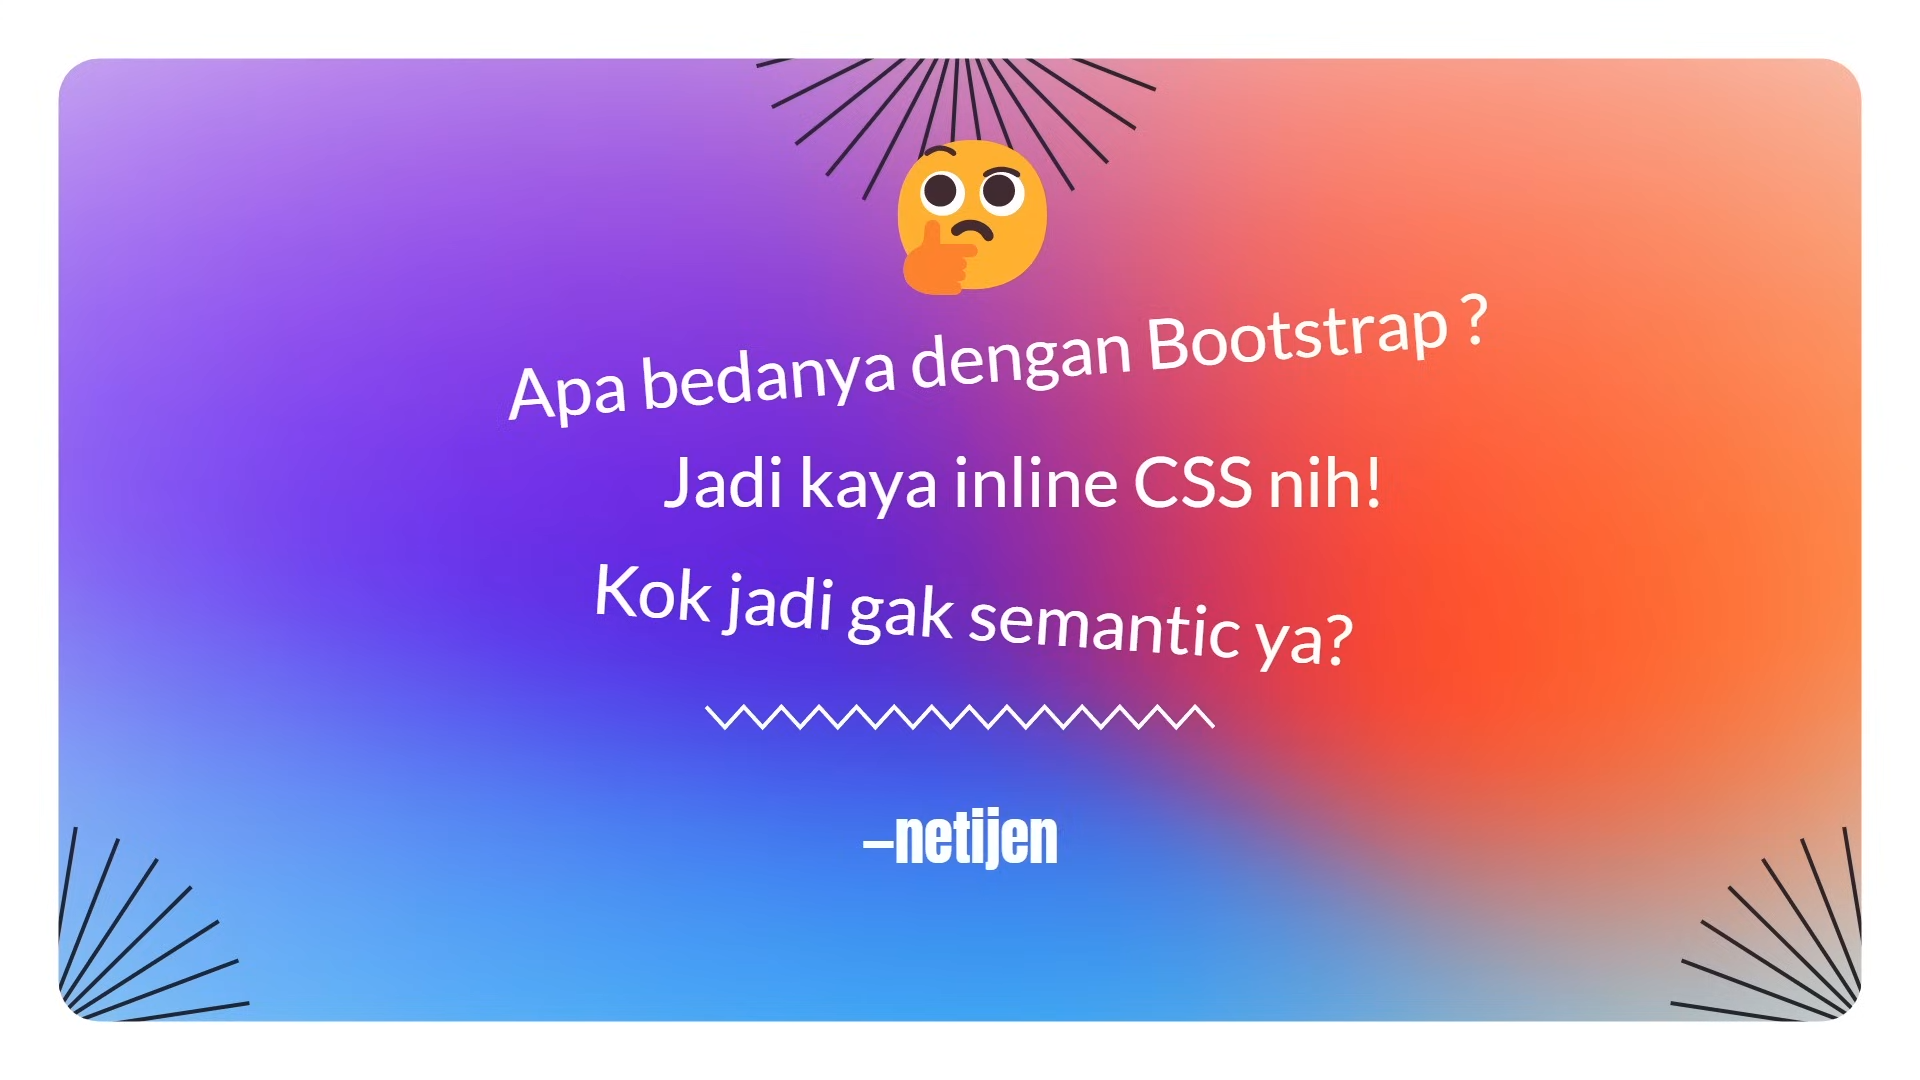 Apa bedanya dengan Bootstrap ?
Jadi kaya inline CSS nih!
Kok jadi gak semantic ya?
–netijen